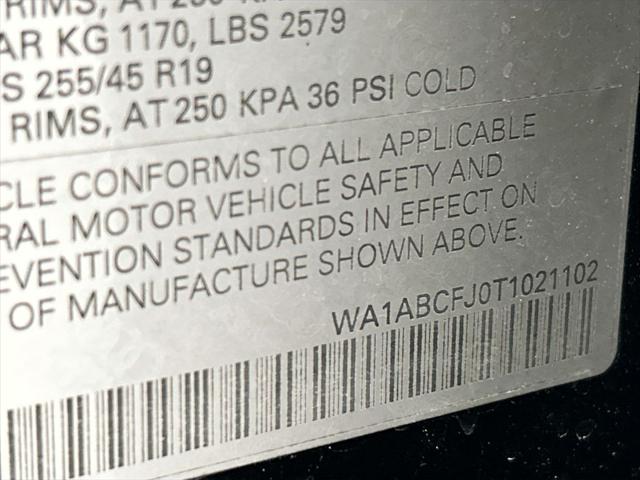 RIMS, AT 250
AR KG 1170, LBS 2579
S 255/45 R19
RIMS, AT 250 KPA 36 PSI COLD
CLE CONFORMS TO ALL APPLICABLE
RAL MOTOR VEHICLE SAFETY AND
EVENTION STANDARDS IN EFFECT ON
OF MANUFACTURE SHOWN ABOVE.
WA1ABCFJ0T1021102